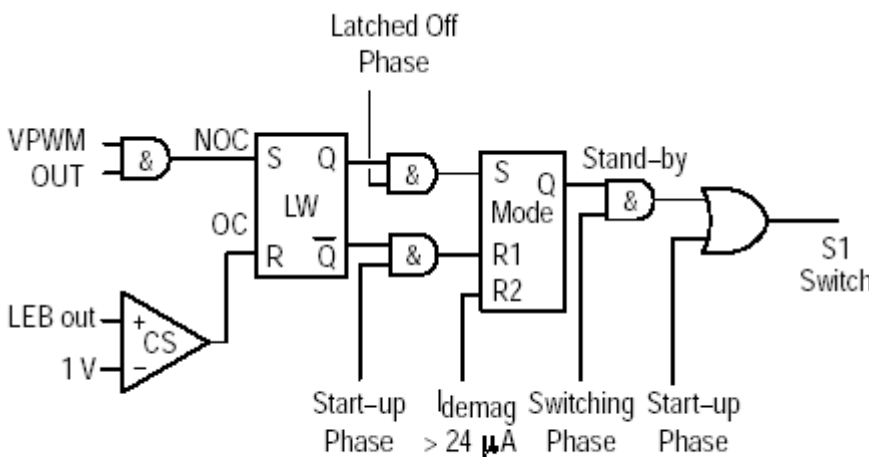 Latched Off
Phase
VPWM
OUT
&
NOC
S
Q
LW
OC
R
Q
&
&
S
Q
Mode
R1
R2
Stand–by
&
S1
Switch
LEB out
+
CS
1 V
–
Start–up
Phase
Idemag
> 24 μA
Switching
Phase
Start–up
Phase